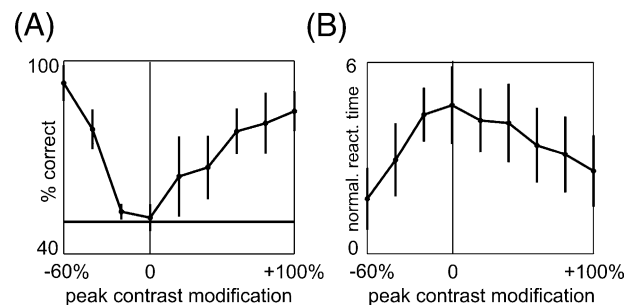 (A)
100
% correct
40
-60% 0 +100%
peak contrast modification
(B)
6
normal. react. time
0
-60% 0 +100%
peak contrast modification